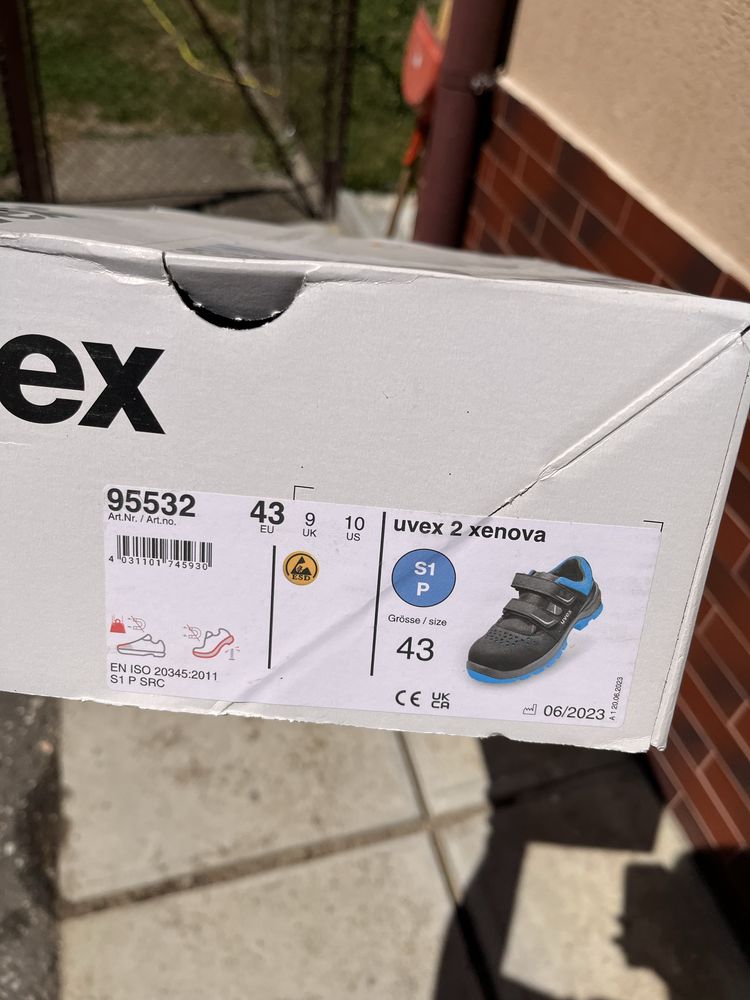 ex
95532
Art.Nr. / Art.no.
43
EU
9
UK
10
US
uvex 2 xenova
4 031101 745930
ESD
S1
P
Grösse / size
43
uvex
EN ISO 20345:2011
S1 P SRC
CE
UK
CA
06/2023
A 1 20.06.2023